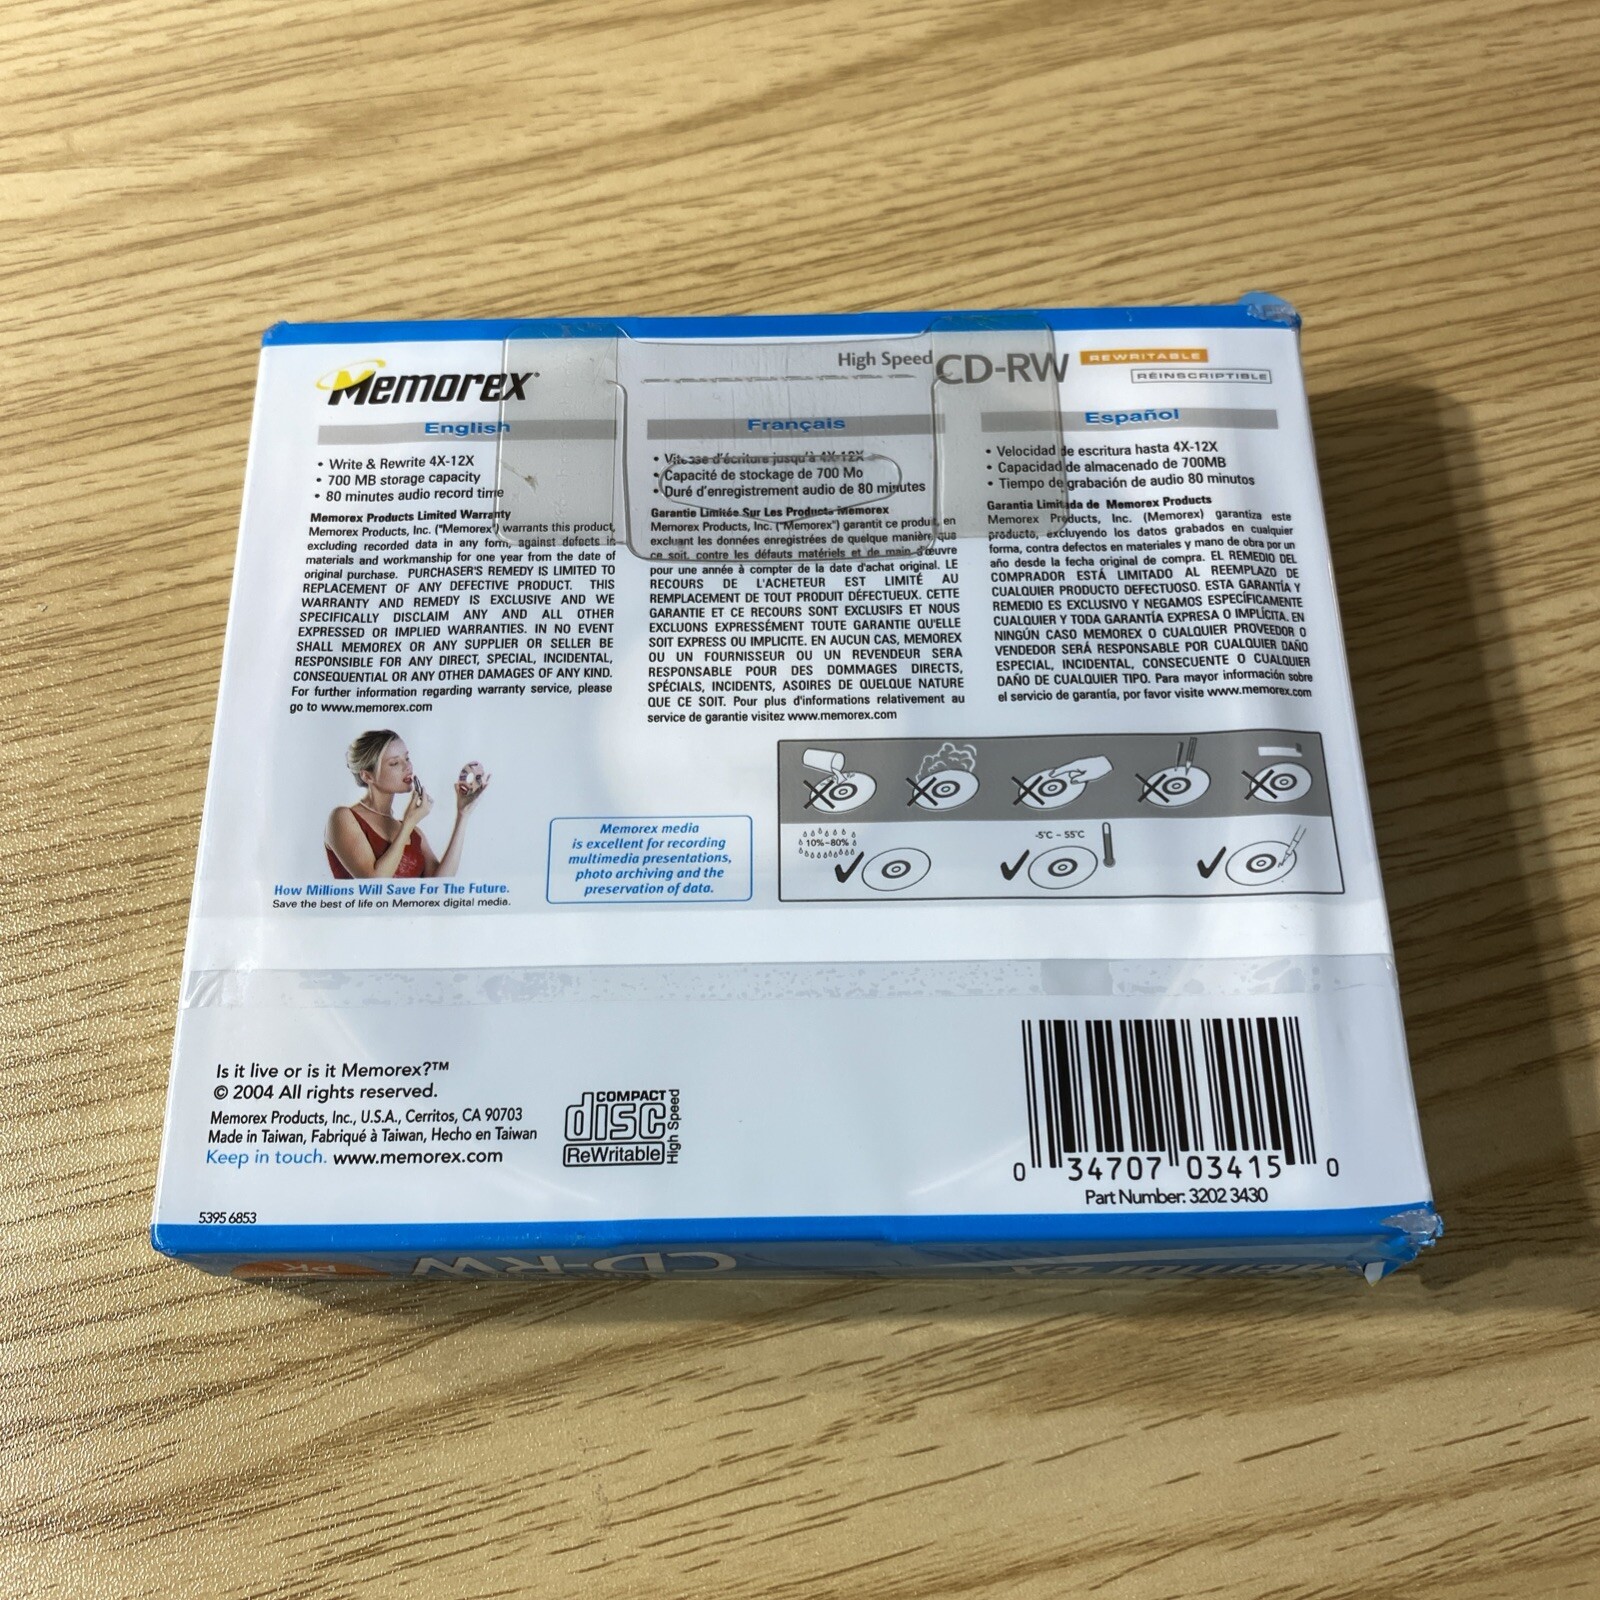 Memorex
High Speed CD-RW REWRITABLE
RÉINSCRIPTIBLE
English
• Write & Rewrite 4X-12X
• 700 MB storage capacity
• 80 minutes audio record time
Memorex Products Limited Warranty
Memorex Products, Inc. ("Memorex") warrants this product,
excluding recorded data in any form, against defects in
materials and workmanship for one year from the date of
original purchase. PURCHASER'S REMEDY IS LIMITED TO
REPLACEMENT OF ANY DEFECTIVE PRODUCT. THIS
WARRANTY AND REMEDY IS EXCLUSIVE AND WE
SPECIFICALLY DISCLAIM ANY AND ALL OTHER
EXPRESSED OR IMPLIED WARRANTIES. IN NO EVENT
SHALL MEMOREX OR ANY SUPPLIER OR SELLER BE
RESPONSIBLE FOR ANY DIRECT, SPECIAL, INCIDENTAL,
CONSEQUENTIAL OR ANY OTHER DAMAGES OF ANY KIND.
For further information regarding warranty service, please
go to www.memorex.com
Français
• Vitesse d'écriture jusqu'à 4X-12X
• Capacité de stockage de 700 Mo
• Duré d'enregistrement audio de 80 minutes
Garantie Limitée Sur Les Products Memorex
Memorex Products, Inc. ("Memorex") garantit ce produit, en
excluant les données enregistrées de quelque manière que
ce soit, contre les défauts matériels et de main-d'œuvre
pour une année à compter de la date d'achat original. LE
RECOURS DE L'ACHETEUR EST LIMITÉ AU
REMPLACEMENT DE TOUT PRODUIT DÉFECTUEUX. CETTE
GARANTIE ET CE RECOURS SONT EXCLUSIFS ET NOUS
EXCLUONS EXPRESSÉMENT TOUTE GARANTIE QU'ELLE
SOIT EXPRESS OU IMPLICITE. EN AUCUN CAS, MEMOREX
OU UN FOURNISSEUR OU UN REVENDEUR SERA
RESPONSABLE POUR DES DOMMAGES DIRECTS,
SPÉCIALS, INCIDENTS, ASOIRES DE QUELQUE NATURE
QUE CE SOIT. Pour plus d'informations relativement au
service de garantie visitez www.memorex.com
Español
• Velocidad de escritura hasta 4X-12X
• Capacidad de almacenado de 700MB
• Tiempo de grabación de audio 80 minutos
Garantia Limitada de Memorex Products
Memorex Products, Inc. (Memorex) garantiza este
producto, excluyendo los datos grabados en cualquier
forma, contra defectos en materiales y mano de obra por un
año desde la fecha original de compra. EL REMEDIO DEL
COMPRADOR ESTÁ LIMITADO AL REEMPLAZO DE
CUALQUIER PRODUCTO DEFECTUOSO. ESTA GARANTÍA Y
REMEDIO ES EXCLUSIVO Y NEGAMOS ESPECÍFICAMENTE
CUALQUIER Y TODA GARANTÍA EXPRESA O IMPLÍCITA. EN
NINGÚN CASO MEMOREX O CUALQUIER PROVEEDOR O
VENDEDOR SERÁ RESPONSABLE POR CUALQUIER DAÑO
ESPECIAL, INCIDENTAL, CONSECUENTE O CUALQUIER
DAÑO DE CUALQUIER TIPO. Para mayor información sobre
el servicio de garantía, por favor visite www.memorex.com
How Millions Will Save For The Future.
Save the best of life on Memorex digital media.
Memorex media
is excellent for recording
multimedia presentations,
photo archiving and the
preservation of data.
10%-80%
-5°C - 55°C
Is it live or is it Memorex?™
© 2004 All rights reserved.
Memorex Products, Inc., U.S.A., Cerritos, CA 90703
Made in Taiwan, Fabriqué à Taiwan, Hecho en Taiwan
Keep in touch. www.memorex.com
COMPACT
disc
ReWritable
High Speed
0 34707 03415 0
Part Number: 3202 3430
5395 6853
PK
CD-RW
Memorex